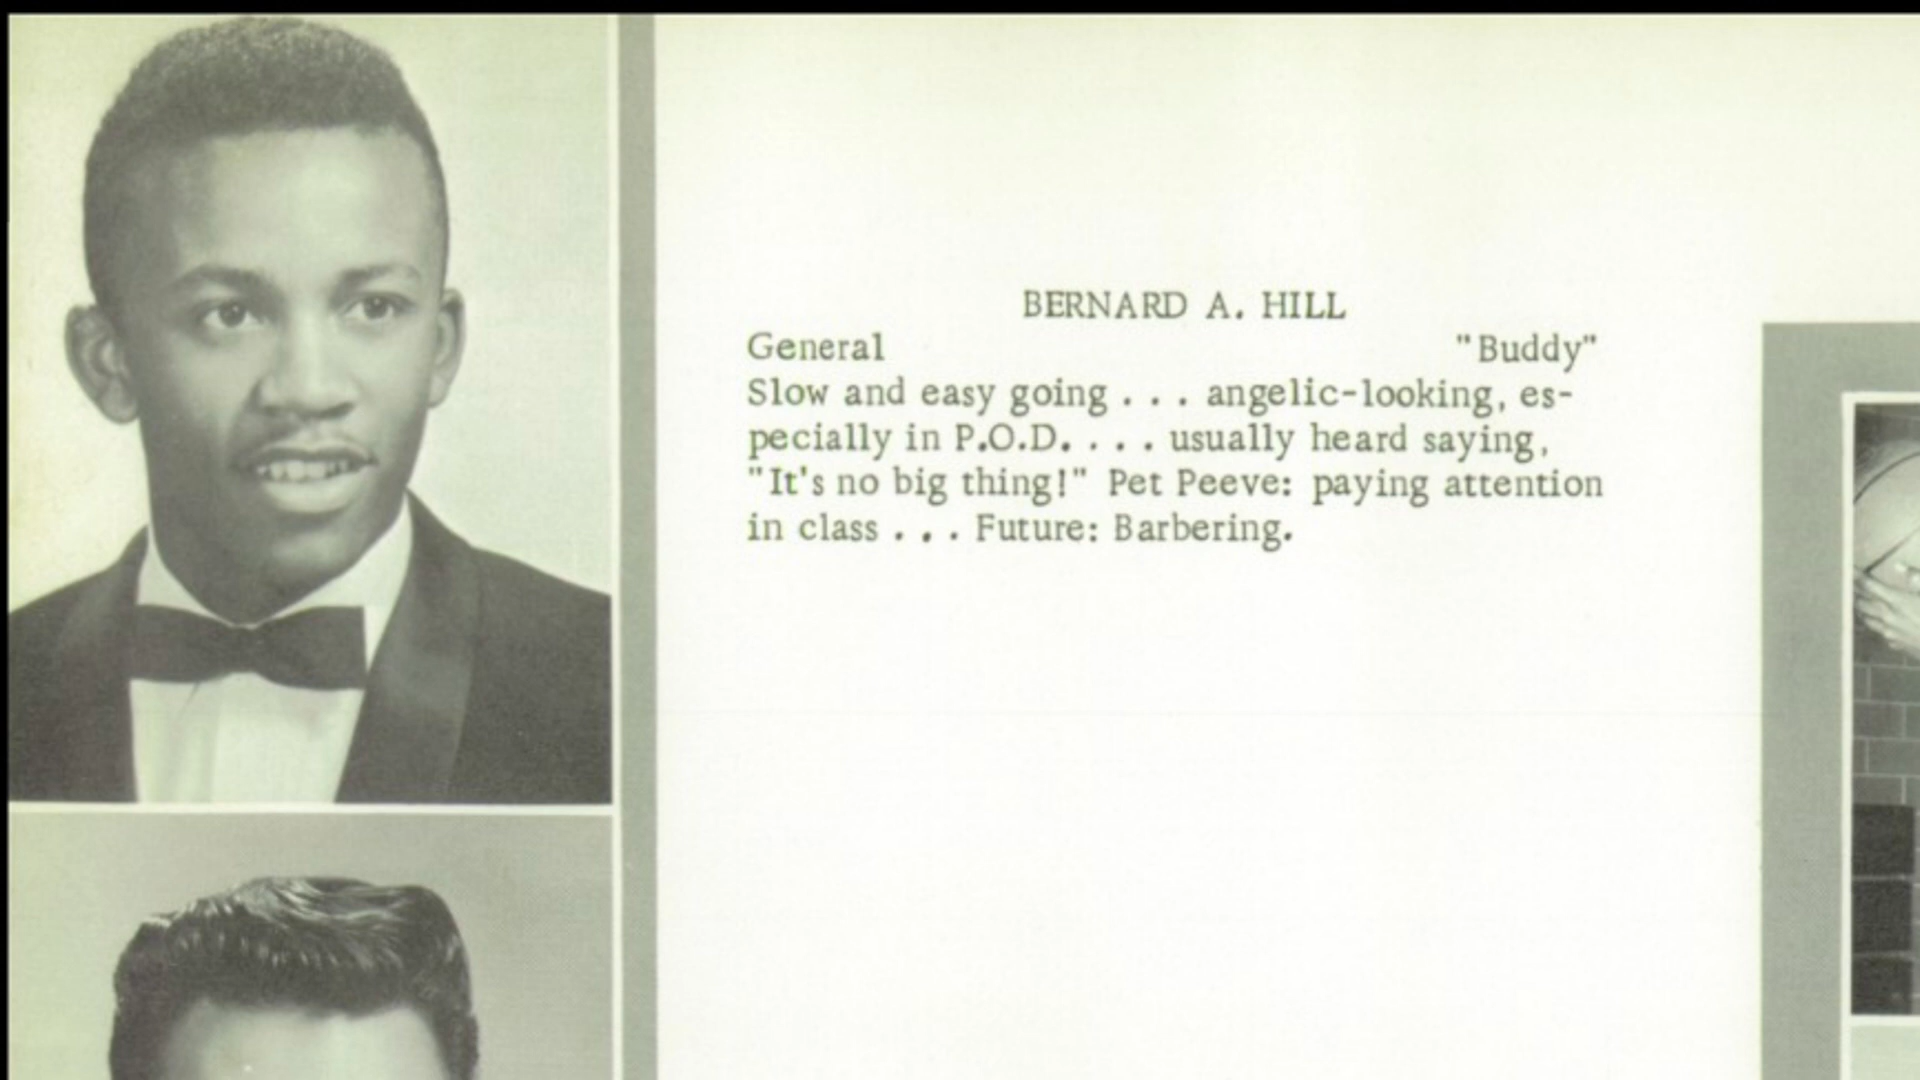 BERNARD A. HILL
General "Buddy"
Slow and easy going . . . angelic-looking, es-
pecially in P.O.D. . . . usually heard saying,
"It's no big thing!" Pet Peeve: paying attention
in class . . . Future: Barbering.